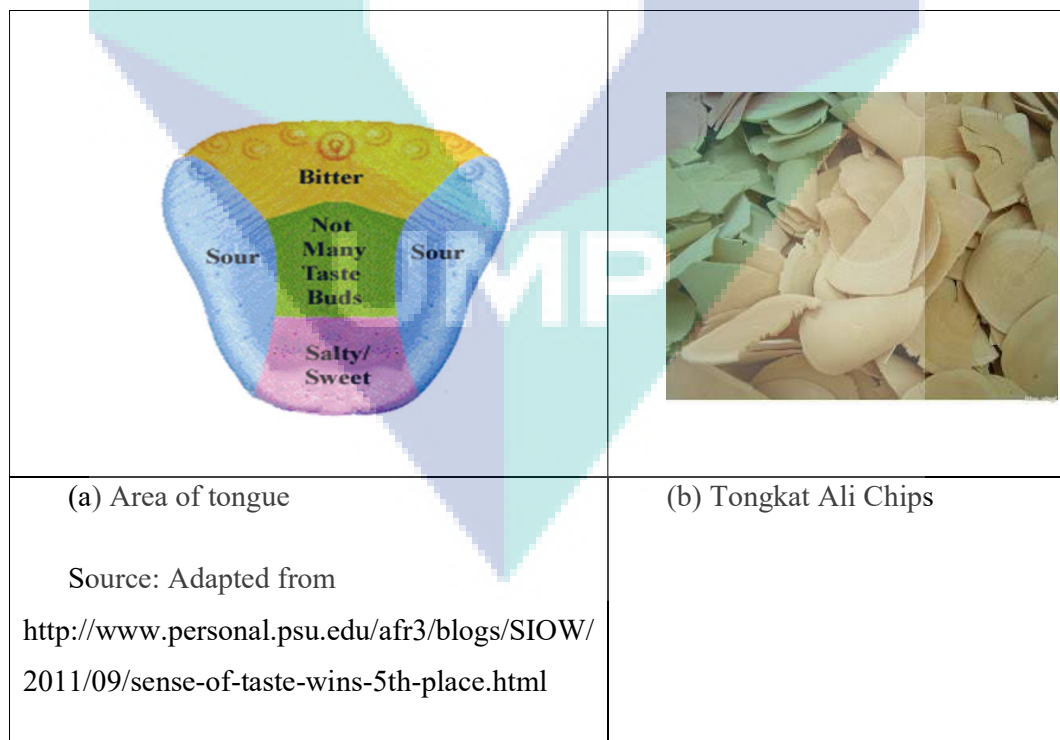 Bitter
Not
Many
Taste
Buds
Sour
Sour
Salty/
Sweet
UMP
(a) Area of tongue
(b) Tongkat Ali Chips
Source: Adapted from
http://www.personal.psu.edu/afr3/blogs/SIOW/
2011/09/sense-of-taste-wins-5th-place.html